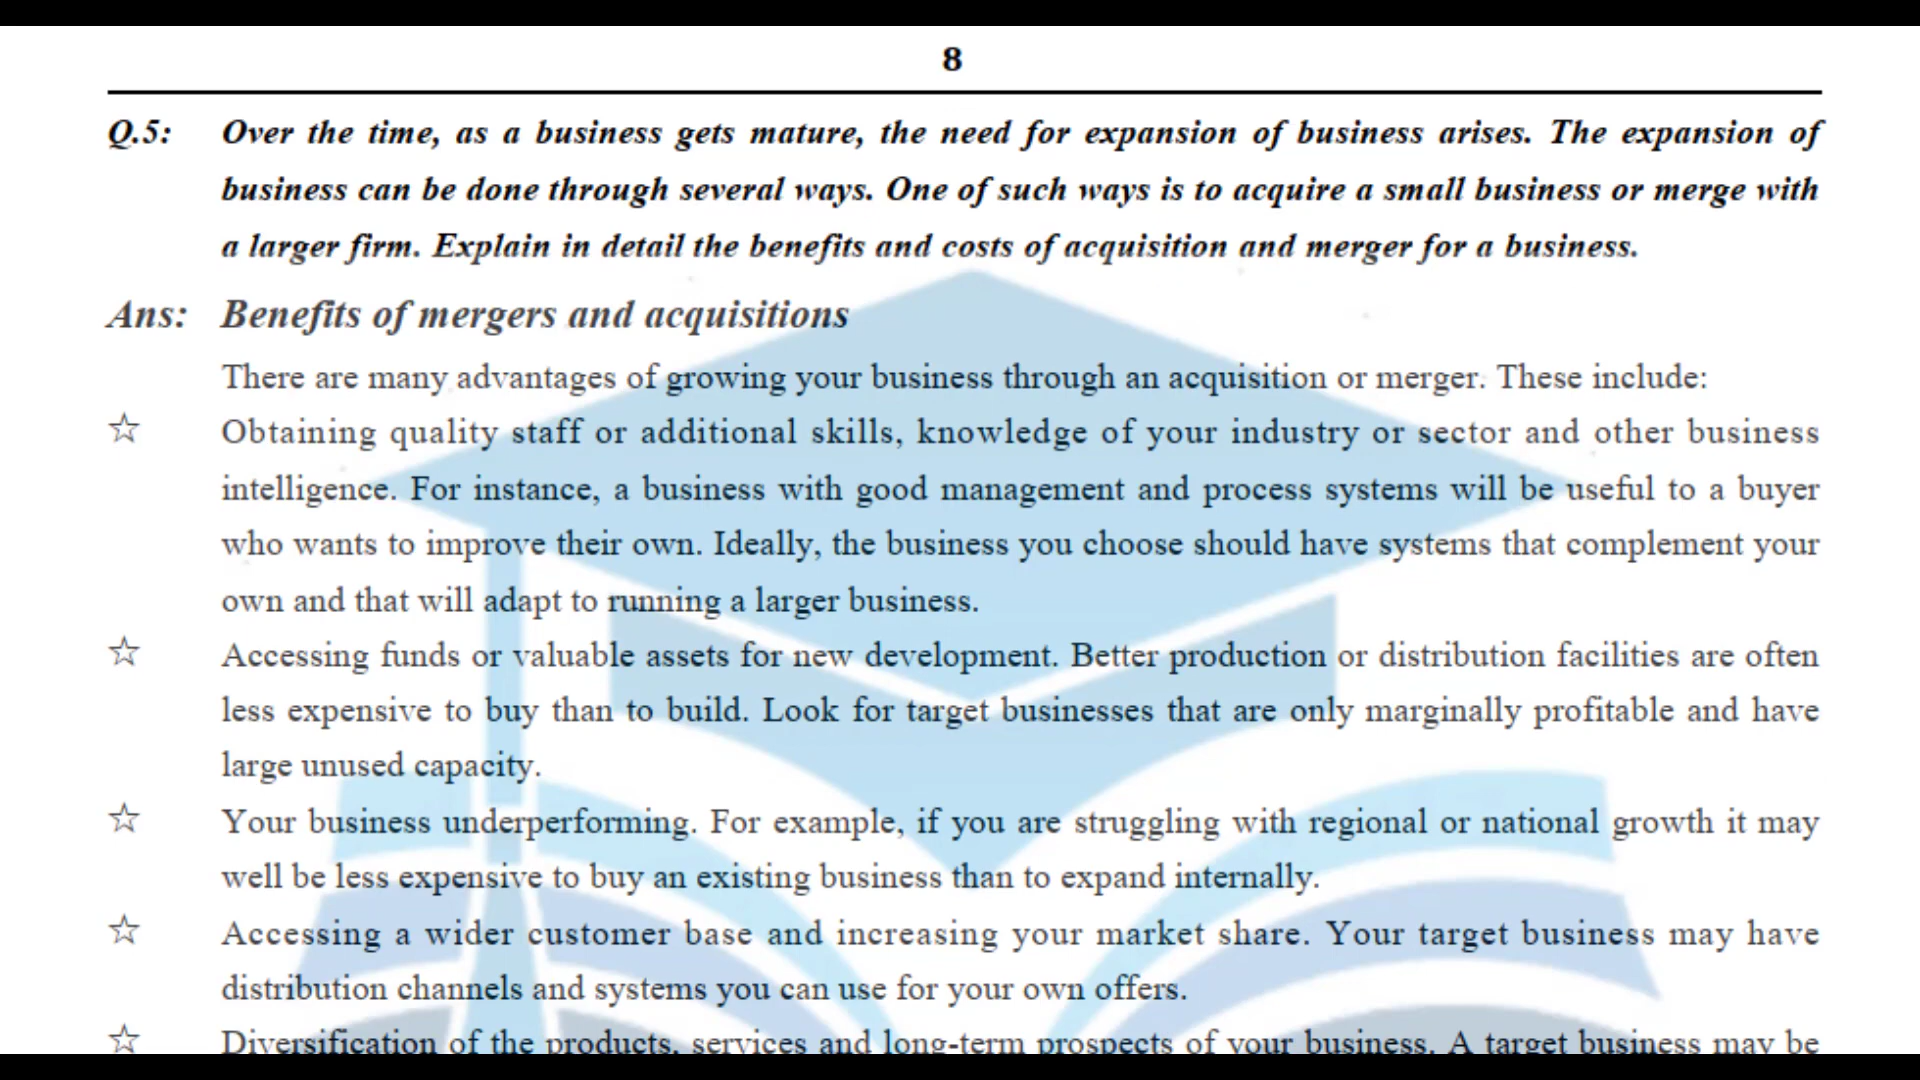 8
Q.5: Over the time, as a business gets mature, the need for expansion of business arises. The expansion of
business can be done through several ways. One of such ways is to acquire a small business or merge with
a larger firm. Explain in detail the benefits and costs of acquisition and merger for a business.
Ans: Benefits of mergers and acquisitions
There are many advantages of growing your business through an acquisition or merger. These include:
☆ Obtaining quality staff or additional skills, knowledge of your industry or sector and other business
intelligence. For instance, a business with good management and process systems will be useful to a buyer
who wants to improve their own. Ideally, the business you choose should have systems that complement your
own and that will adapt to running a larger business.
☆ Accessing funds or valuable assets for new development. Better production or distribution facilities are often
less expensive to buy than to build. Look for target businesses that are only marginally profitable and have
large unused capacity.
☆ Your business underperforming. For example, if you are struggling with regional or national growth it may
well be less expensive to buy an existing business than to expand internally.
☆ Accessing a wider customer base and increasing your market share. Your target business may have
distribution channels and systems you can use for your own offers.
☆ Diversification of the products, services and long-term prospects of your business. A target business may be